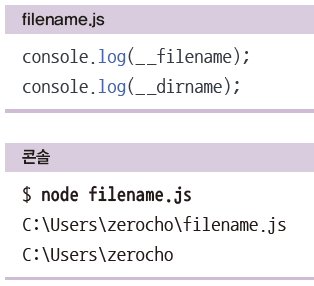 filename.js
console.log(__filename);
console.log(__dirname);
콘솔
$ node filename.js
C:\Users\zerocho\filename.js
C:\Users\zerocho